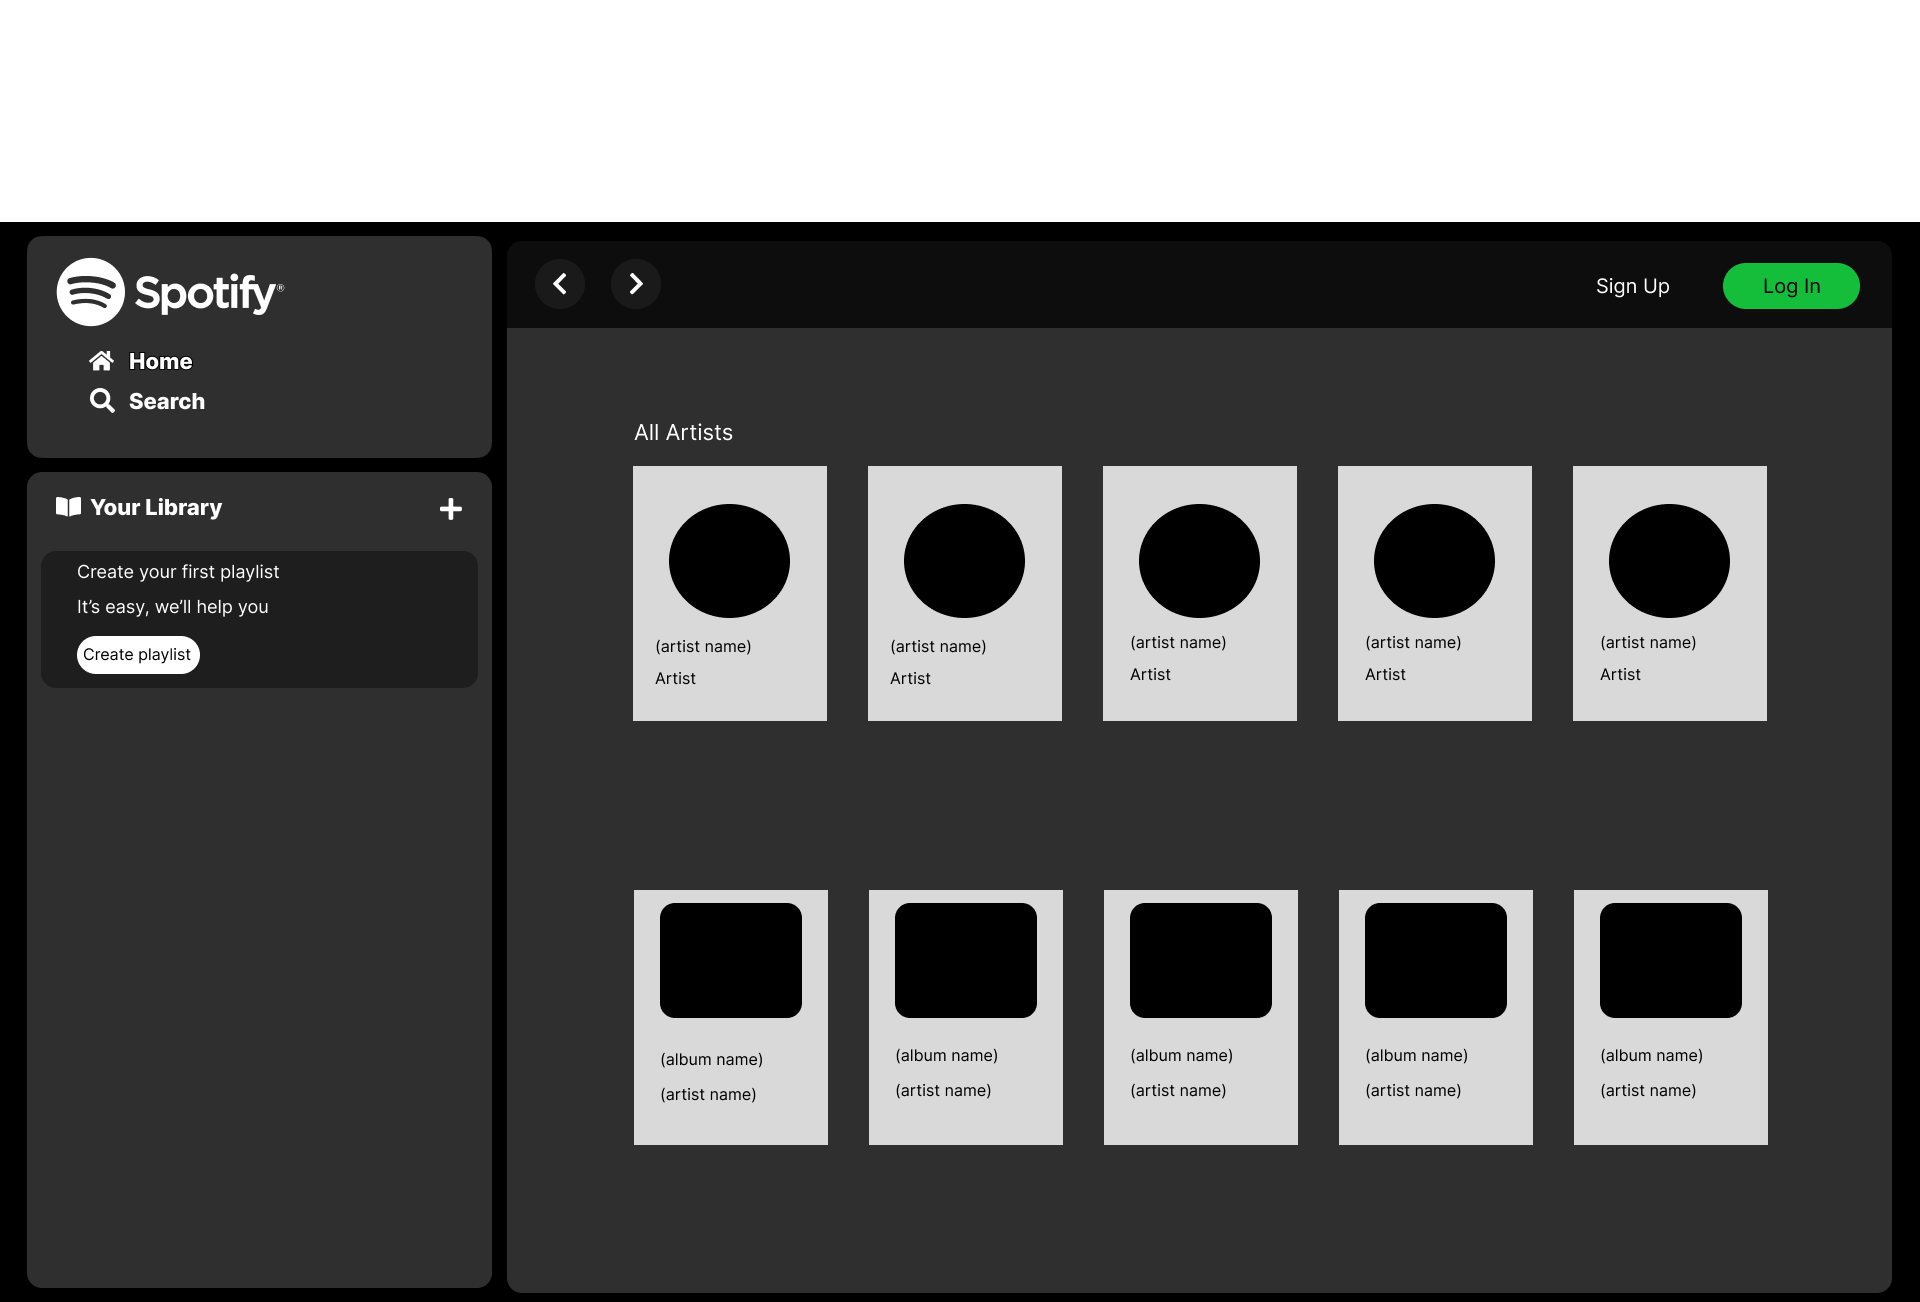 Spotify®
Home
Search
Your Library
Create your first playlist
It’s easy, we’ll help you
Create playlist
Sign Up
Log In
All Artists
(artist name)
Artist
(artist name)
Artist
(artist name)
Artist
(artist name)
Artist
(artist name)
Artist
(album name)
(artist name)
(album name)
(artist name)
(album name)
(artist name)
(album name)
(artist name)
(album name)
(artist name)